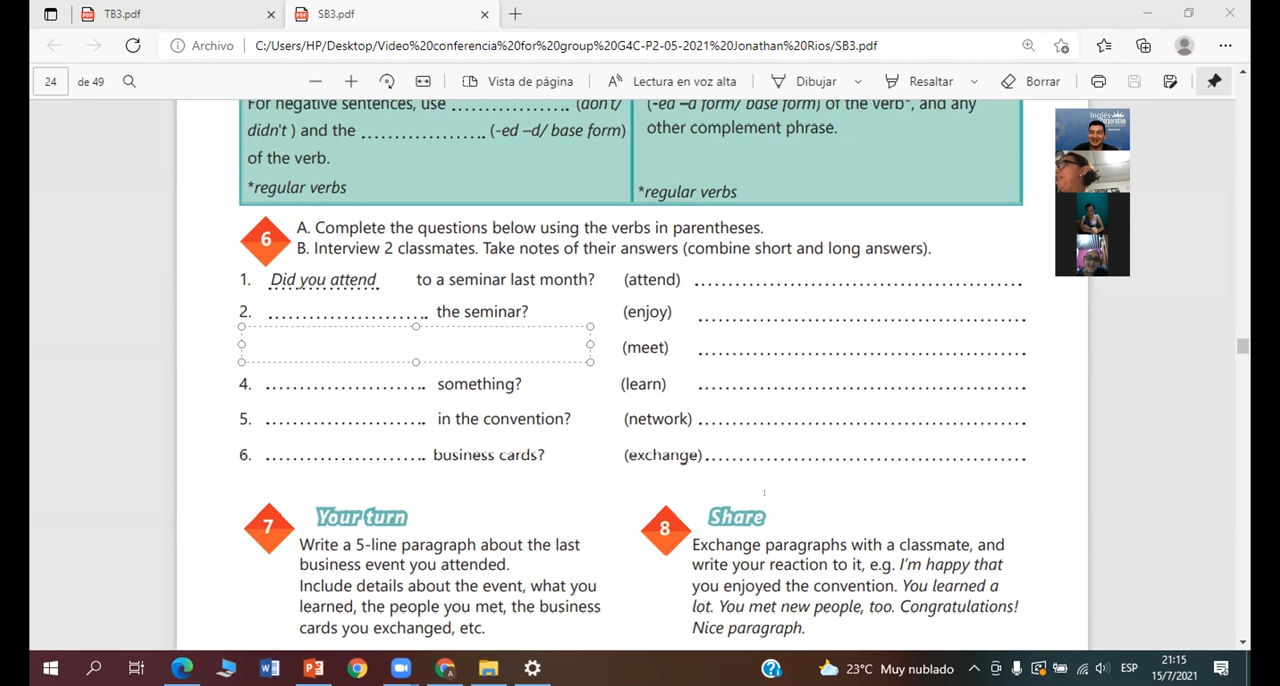 TB3.pdf
SB3.pdf
Archivo
C:/Users/HP/Desktop/Video%20conferencia%20for%20group%20G4C-P2-05-2021%20Jonathan%20Rios/SB3.pdf
24 de 49
Vista de página
Lectura en voz alta
Dibujar
Resaltar
Borrar
For negative sentences, use .................. (don't/
didn't ) and the .................. (-ed –d/ base form)
of the verb.
*regular verbs
(-ed –d form/ base form) of the verb*, and any
other complement phrase.
*regular verbs
6
A. Complete the questions below using the verbs in parentheses.
B. Interview 2 classmates. Take notes of their answers (combine short and long answers).
1. Did you attend to a seminar last month? (attend) ..................
2. .................. the seminar? (enjoy) ..................
(meet) ..................
4. .................. something? (learn) ..................
5. .................. in the convention? (network) ..................
6. .................. business cards? (exchange) ..................
7 Your turn
Write a 5-line paragraph about the last
business event you attended.
Include details about the event, what you
learned, the people you met, the business
cards you exchanged, etc.
8 Share
Exchange paragraphs with a classmate, and
write your reaction to it, e.g. I'm happy that
you enjoyed the convention. You learned a
lot. You met new people, too. Congratulations!
Nice paragraph.
Inglés
23°C Muy nublado
ESP
21:15
15/7/2021